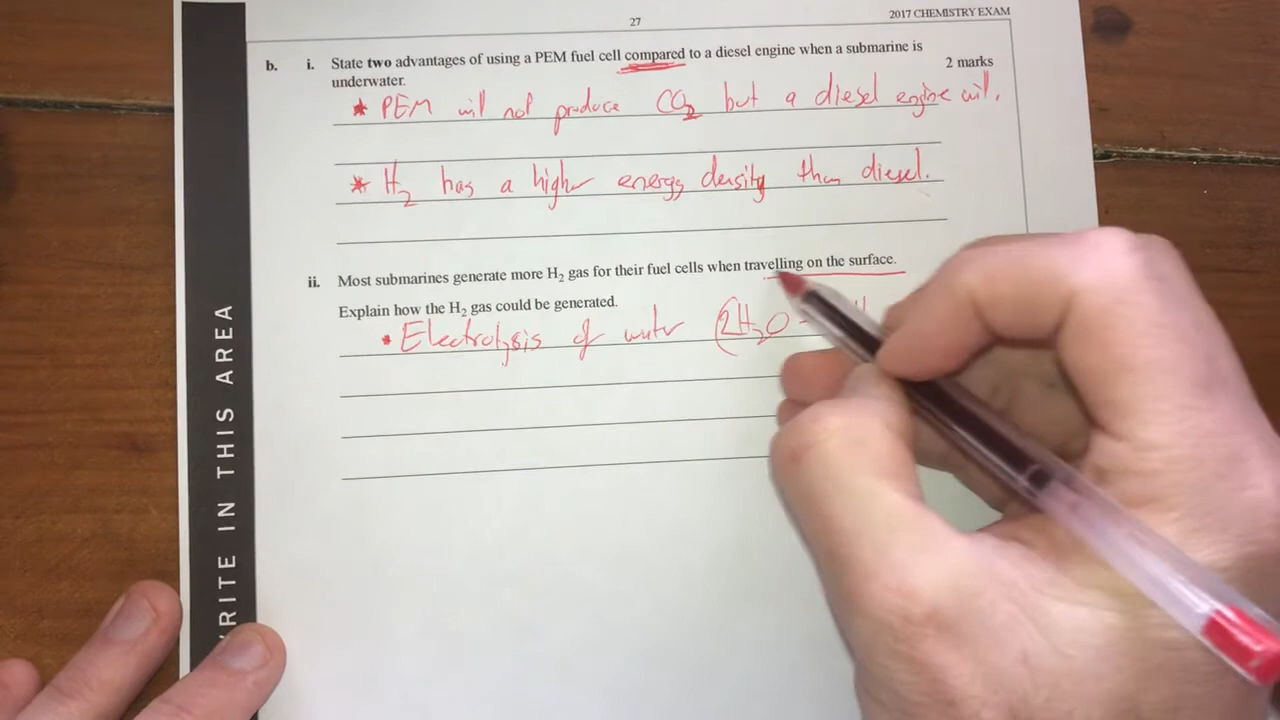 27
2017 CHEMISTRY EXAM
b. i. State two advantages of using a PEM fuel cell compared to a diesel engine when a submarine is
underwater.
2 marks
* PEM will not produce CO2 but a diesel engine will.
* H2 has a higher energy density than diesel.
ii. Most submarines generate more H2 gas for their fuel cells when travelling on the surface.
Explain how the H2 gas could be generated.
• Electrolysis of water (2H2O
RITE IN THIS AREA